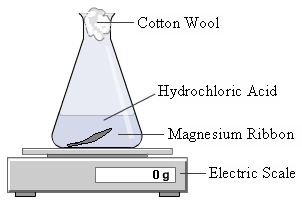 Cotton Wool
Hydrochloric Acid
Magnesium Ribbon
Electric Scale
0 g